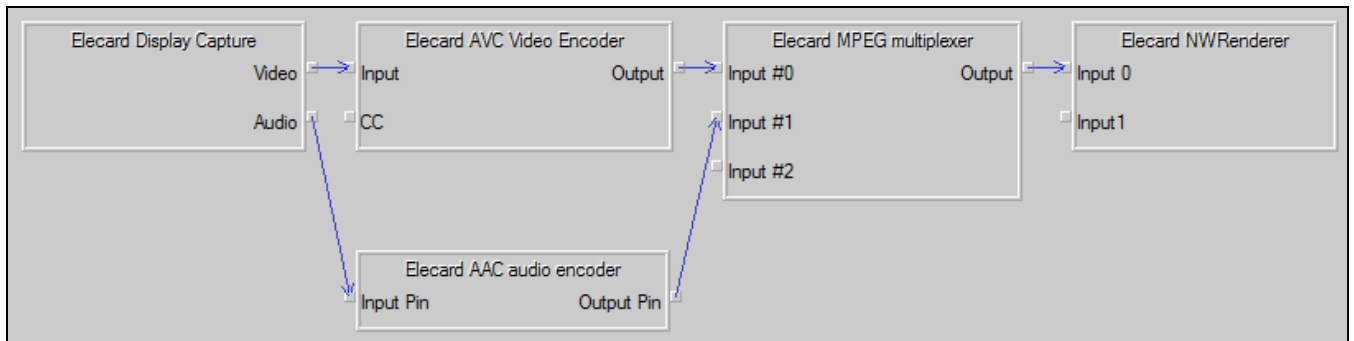 Elecard Display Capture
Video
Audio
Elecard AVC Video Encoder
Input
Output
CC
Elecard MPEG multiplexer
Input #0
Output
Input #1
Input #2
Elecard NWRenderer
Input 0
Input1
Elecard AAC audio encoder
Input Pin
Output Pin